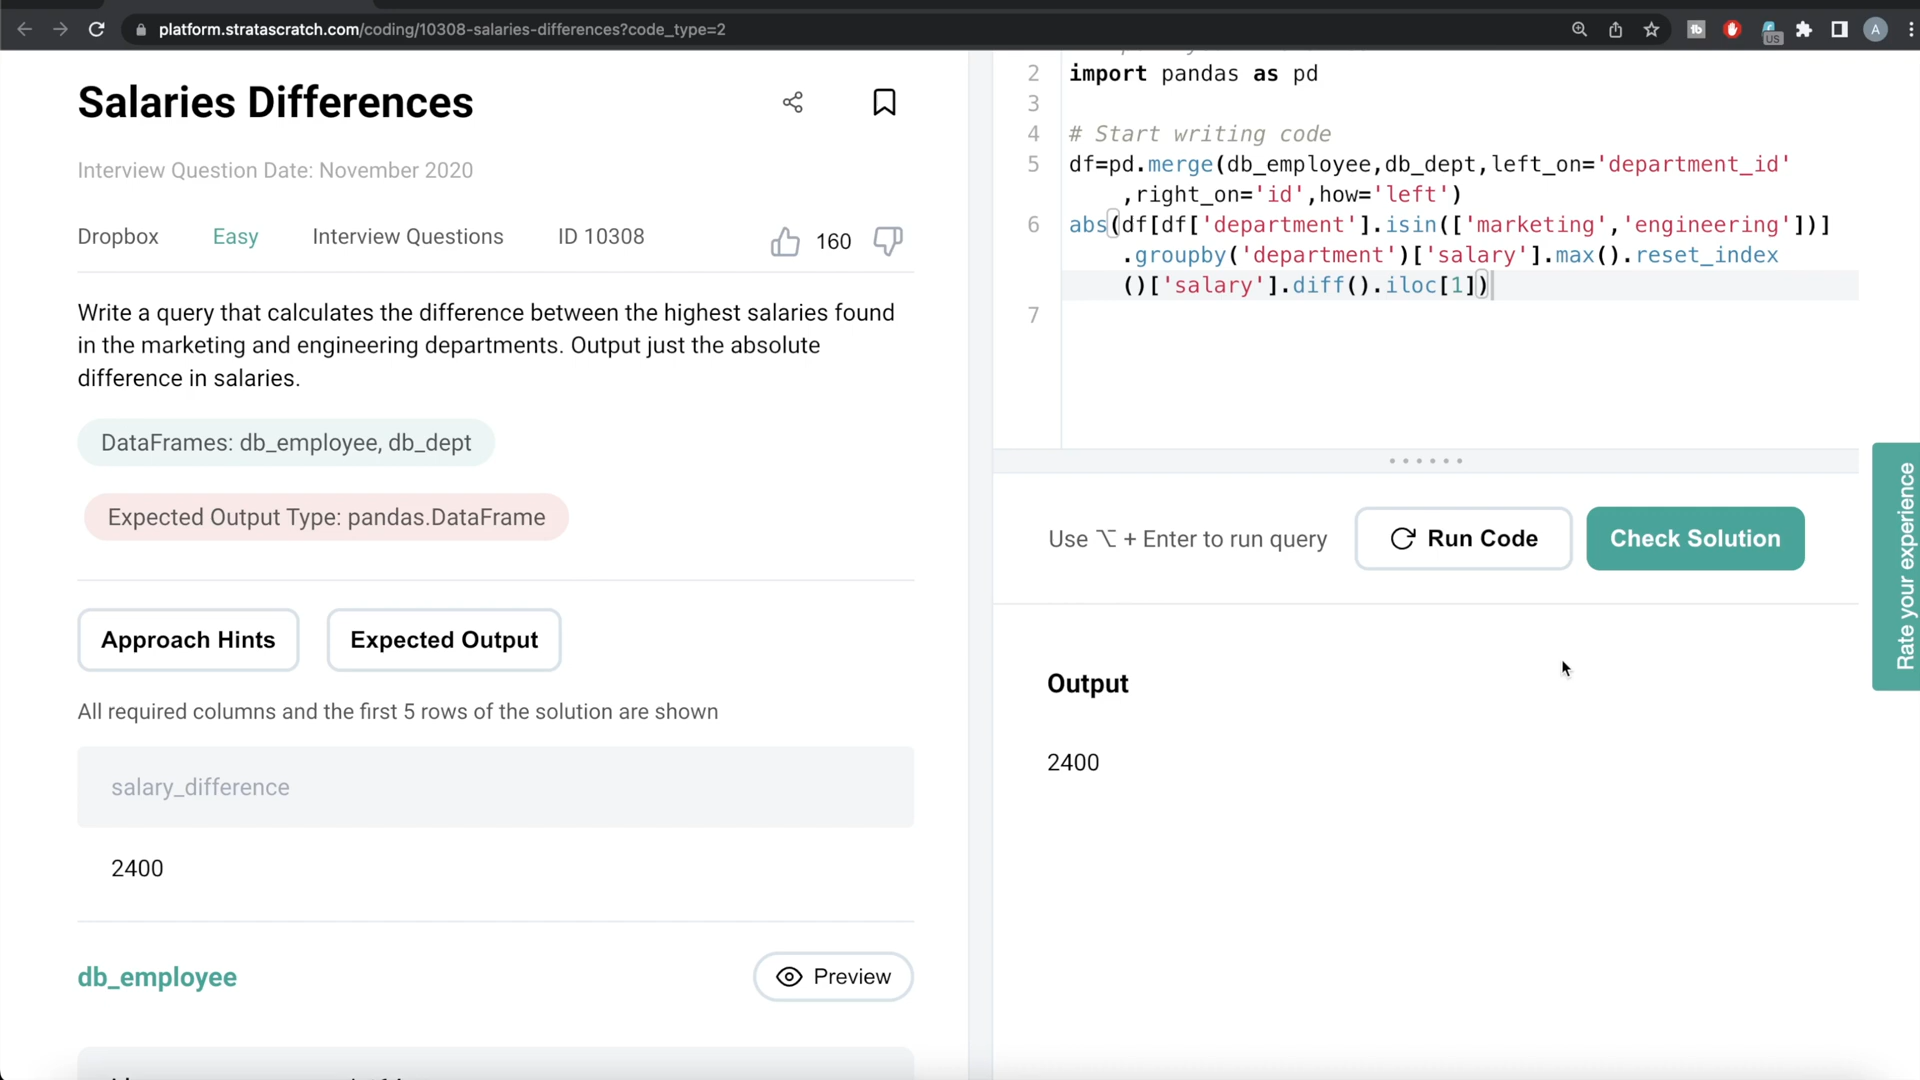 platform.stratascratch.com/coding/10308-salaries-differences?code_type=2
tb
US
A
Salaries Differences
Interview Question Date: November 2020
Dropbox Easy Interview Questions ID 10308 160
Write a query that calculates the difference between the highest salaries found
in the marketing and engineering departments. Output just the absolute
difference in salaries.
DataFrames: db_employee, db_dept
Expected Output Type: pandas.DataFrame
Approach Hints Expected Output
All required columns and the first 5 rows of the solution are shown
salary_difference
2400
db_employee Preview
2 import pandas as pd
3
4 # Start writing code
5 df=pd.merge(db_employee,db_dept,left_on='department_id'
,right_on='id',how='left')
6 abs(df[df['department'].isin(['marketing','engineering'])]
.groupby('department')['salary'].max().reset_index
()['salary'].diff().iloc[1])
7
Use ⌥ + Enter to run query Run Code Check Solution
Output
2400
Rate your experience